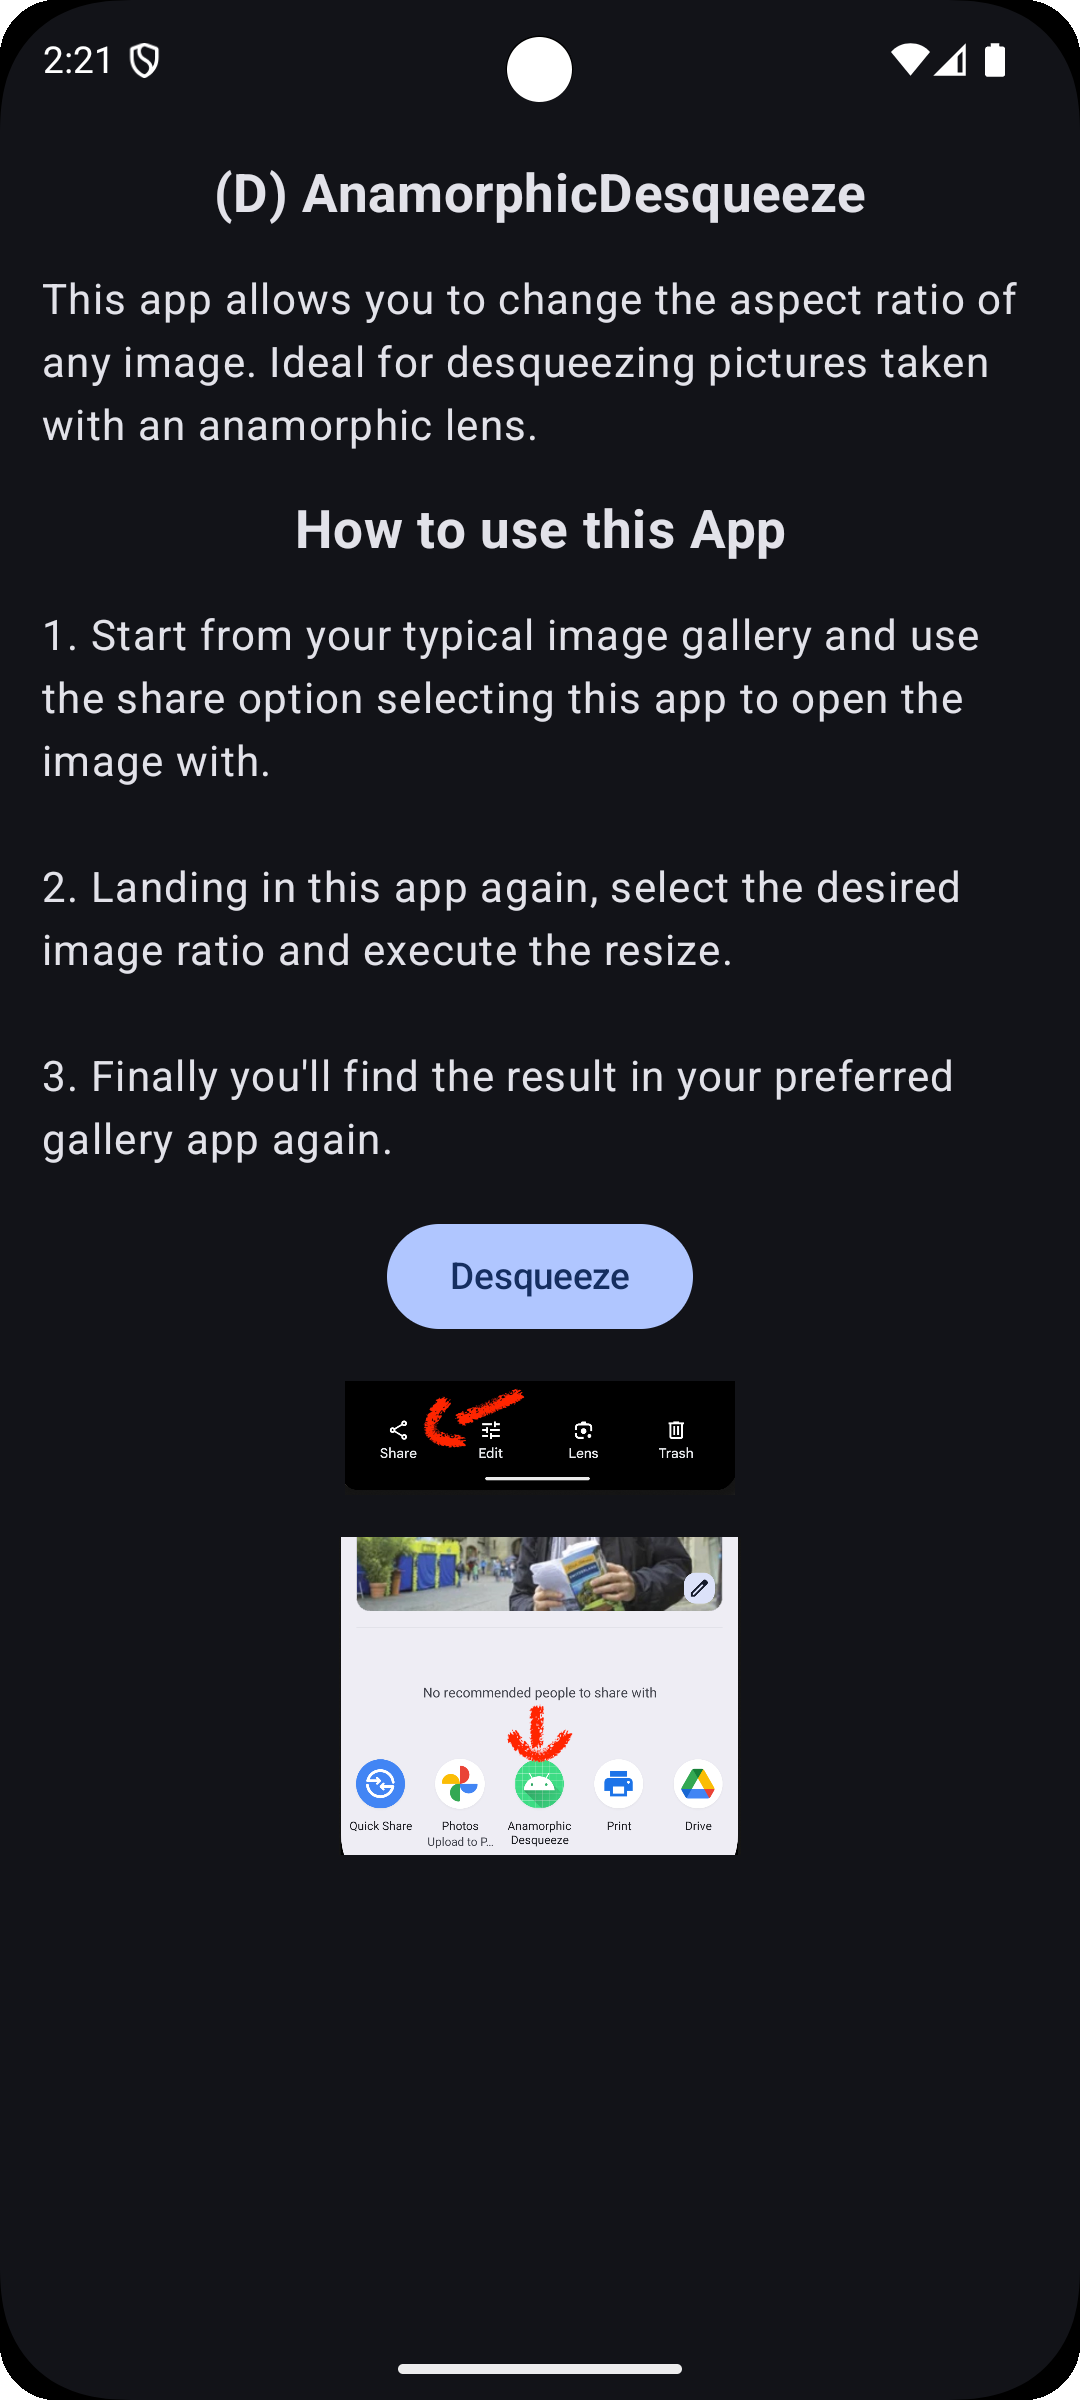 2:21
(D) AnamorphicDesqueeze
This app allows you to change the aspect ratio of
any image. Ideal for desqueezing pictures taken
with an anamorphic lens.
How to use this App
1. Start from your typical image gallery and use
the share option selecting this app to open the
image with.
2. Landing in this app again, select the desired
image ratio and execute the resize.
3. Finally you'll find the result in your preferred
gallery app again.
Desqueeze
Share Edit Lens Trash
No recommended people to share with
Quick Share Photos Anamorphic Print Drive
Upload to P... Desqueeze